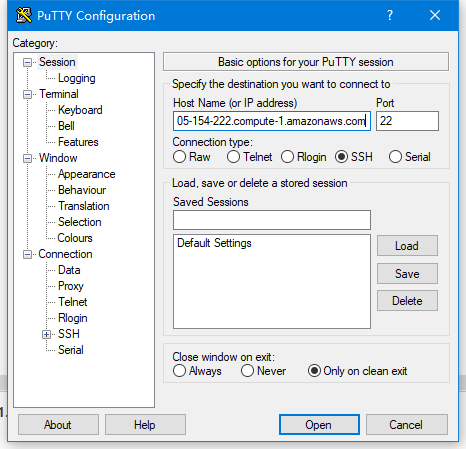 PuTTY Configuration
?
Category:
Session
Logging
Terminal
Keyboard
Bell
Features
Window
Appearance
Behaviour
Translation
Selection
Colours
Connection
Data
Proxy
Telnet
Rlogin
SSH
Serial
Basic options for your PuTTY session
Specify the destination you want to connect to
Host Name (or IP address) Port
05-154-222.compute-1.amazonaws.com 22
Connection type:
Raw Telnet Rlogin SSH Serial
Load, save or delete a stored session
Saved Sessions
Default Settings
Load
Save
Delete
Close window on exit:
Always Never Only on clean exit
About Help Open Cancel
1.